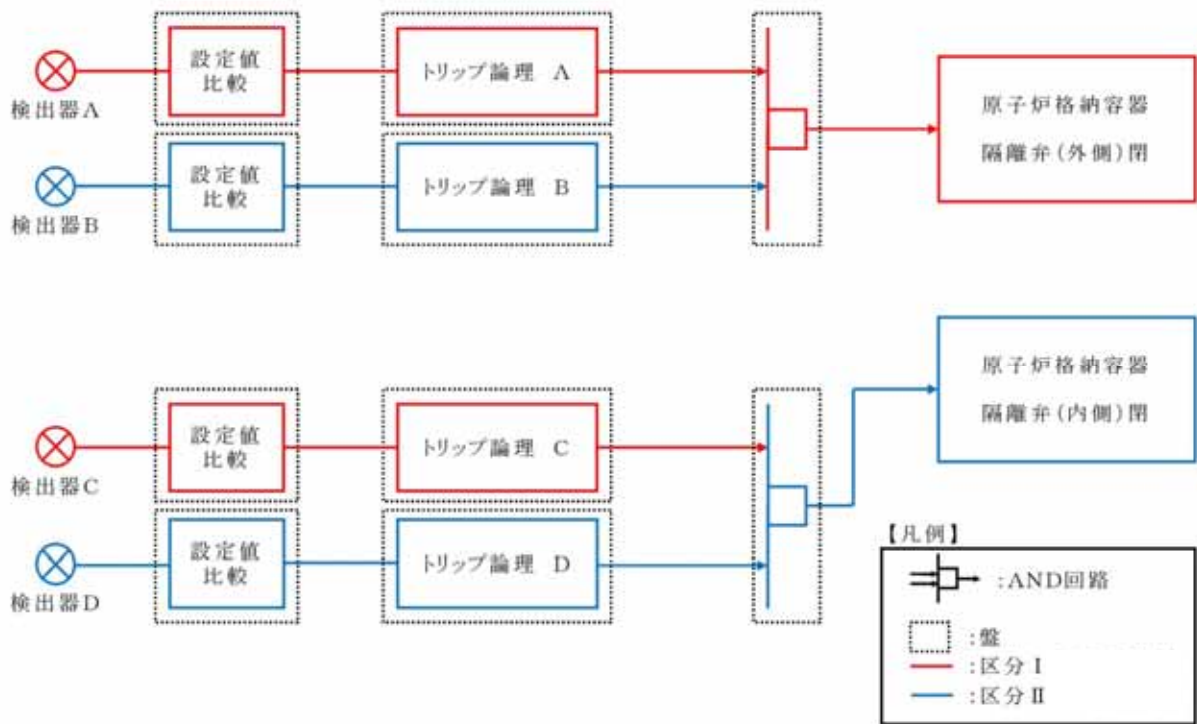 検出器A
設定値
比較
トリップ論理 A
原子炉格納容器
隔離弁(外側)閉
検出器B
設定値
比較
トリップ論理 B
検出器C
設定値
比較
トリップ論理 C
原子炉格納容器
隔離弁(内側)閉
検出器D
設定値
比較
トリップ論理 D
【凡例】
:AND回路
:盤
:区分Ⅰ
:区分Ⅱ